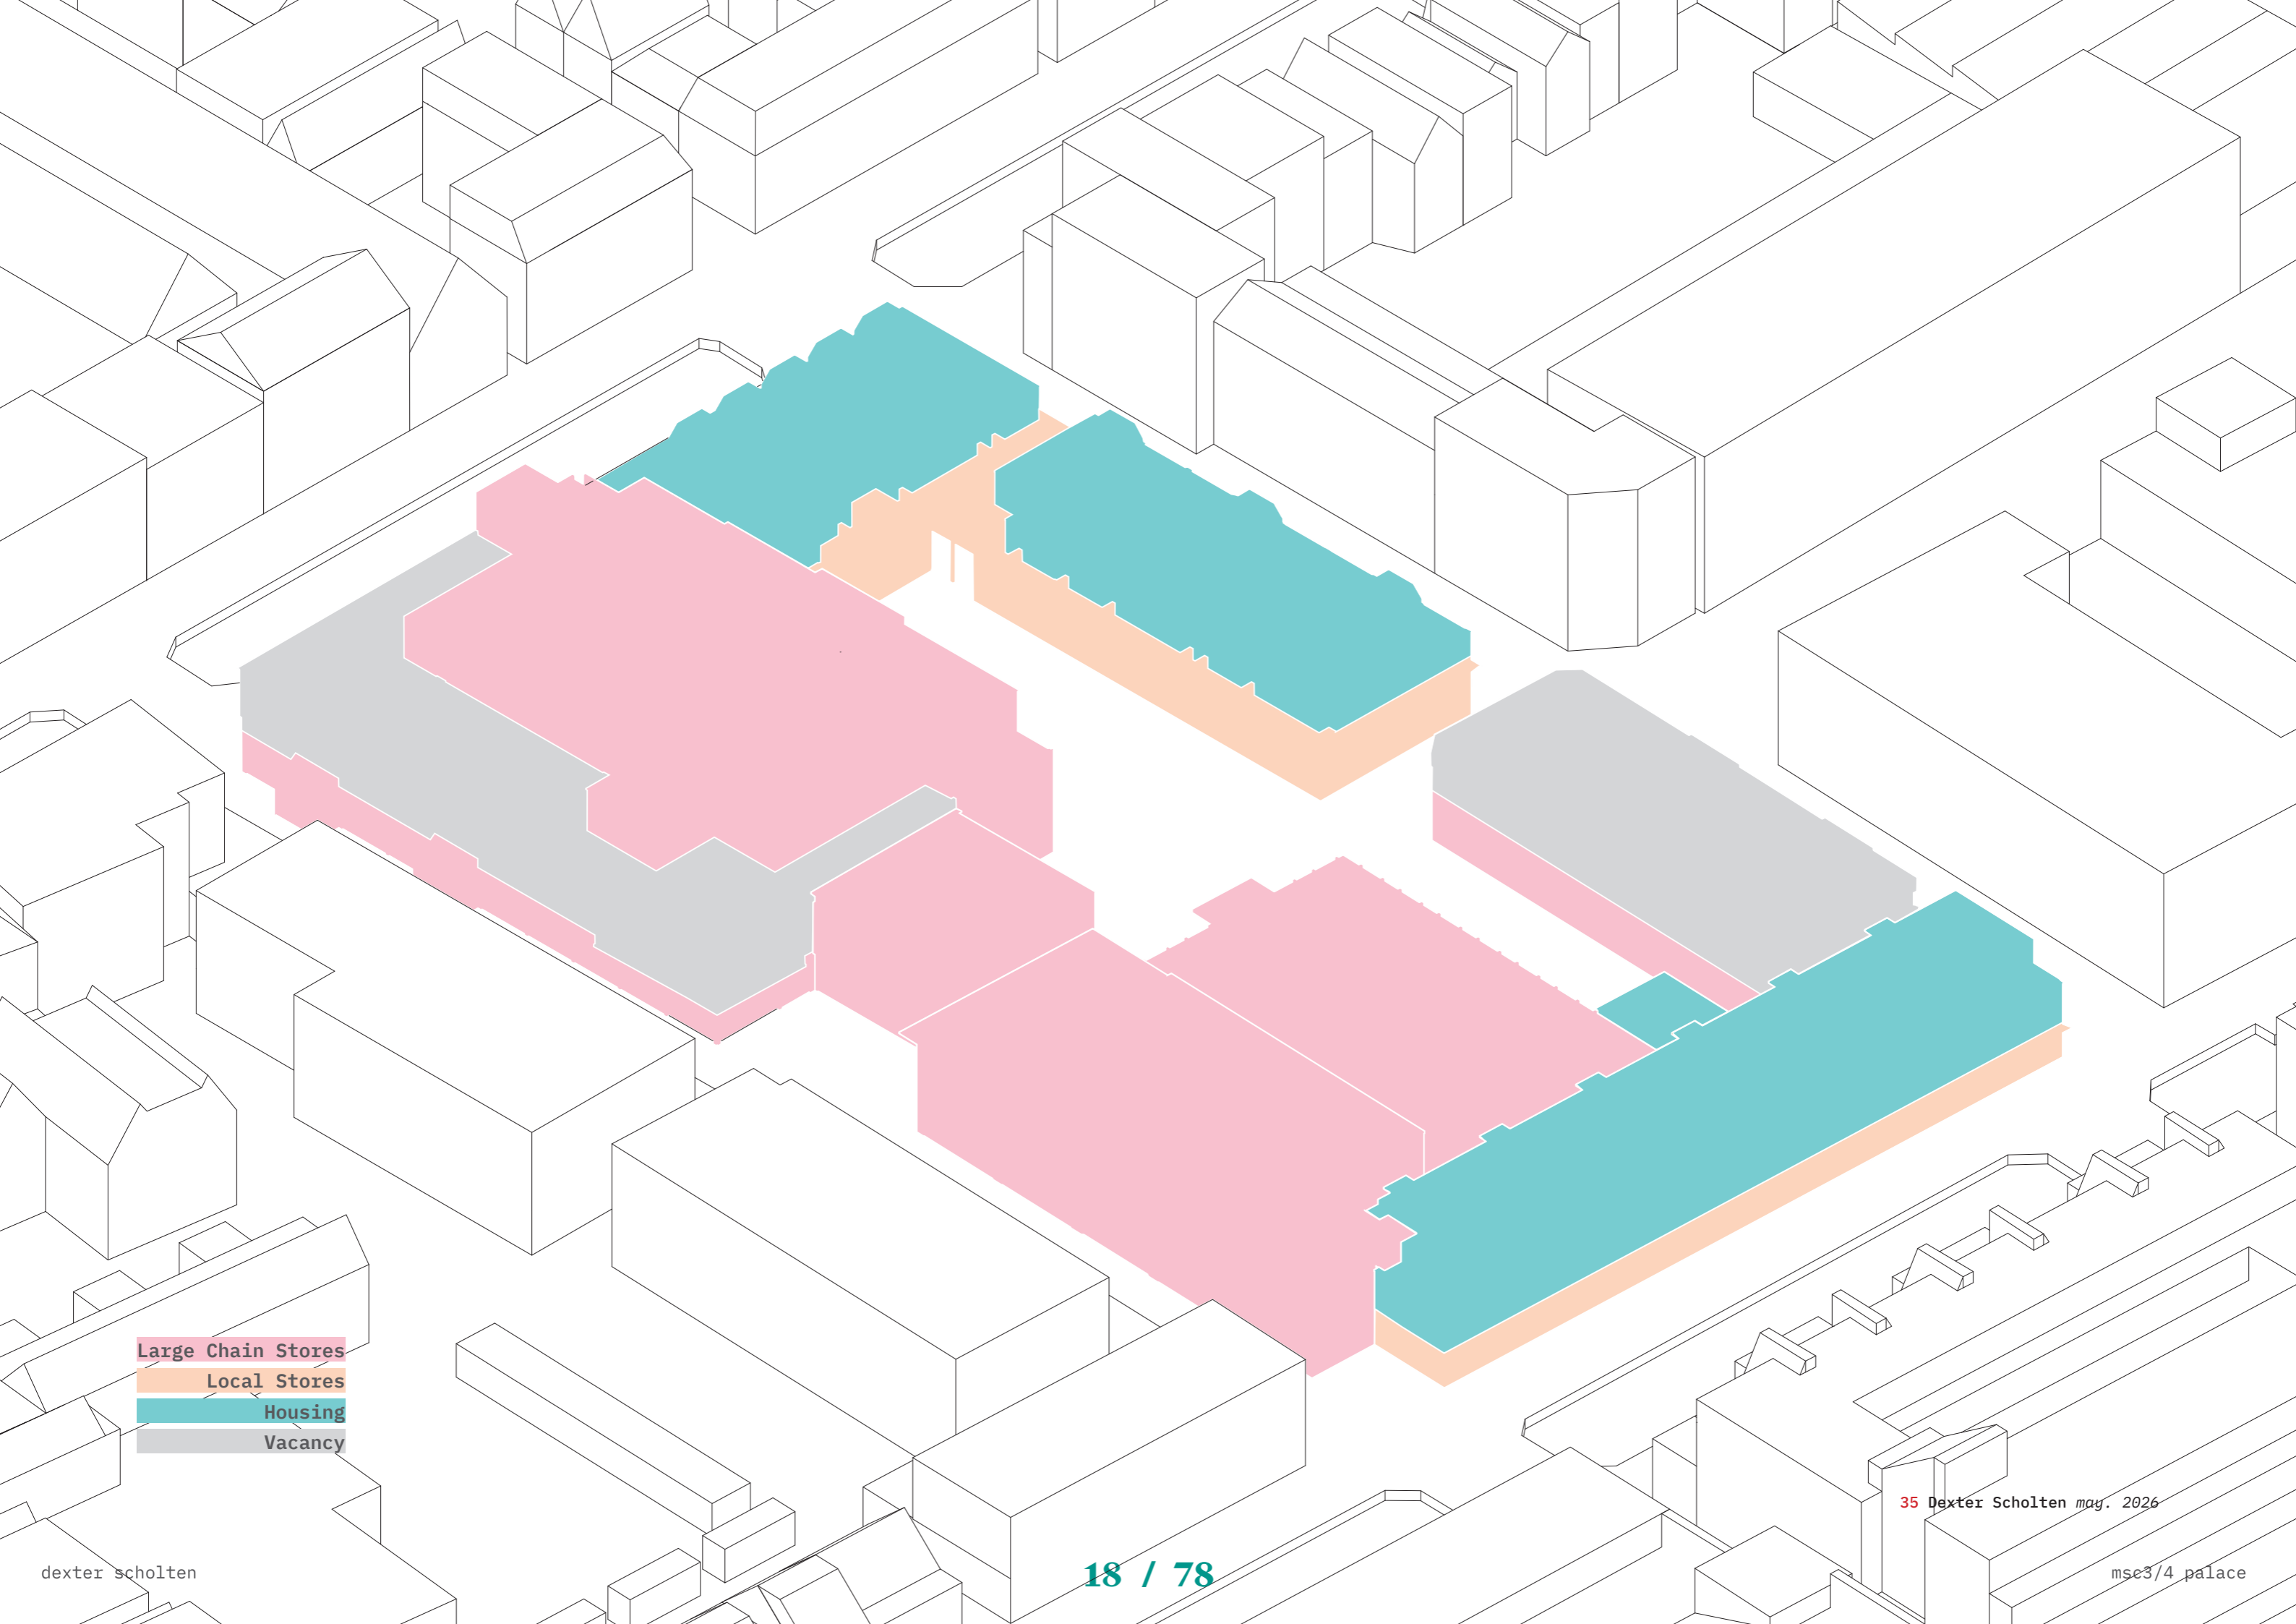 Large Chain Stores
Local Stores
Housing
Vacancy
35 Dexter Scholten may. 2026
dexter scholten
18 / 78
msc3/4 palace